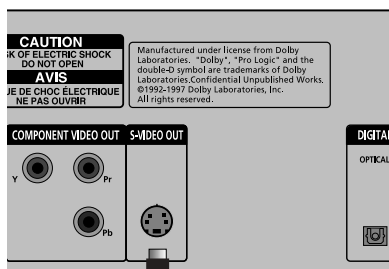 CAUTION
SK OF ELECTRIC SHOCK
DO NOT OPEN
AVIS
UE DE CHOC ÉLECTRIQUE
NE PAS OUVRIR
Manufactured under license from Dolby
Laboratories. "Dolby", "Pro Logic" and the
double-D symbol are trademarks of Dolby
Laboratories.Confidential Unpublished Works.
©1992-1997 Dolby Laboratories, Inc.
All rights reserved.
COMPONENT VIDEO OUT
S-VIDEO OUT
DIGITA
OPTICAL
Y
Pr
Pb